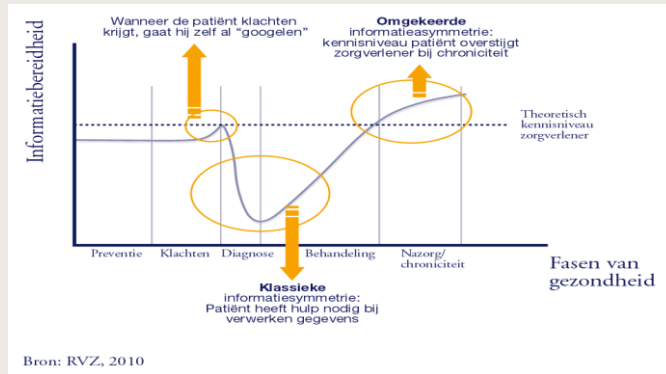 Wanneer de patiënt klachten
krijgt, gaat hij zelf al “googelen”
Omgekeerde
informatieasymmetrie:
kennisniveau patiënt overstijgt
zorgverlener bij chroniciteit
Informatiebereidheid
Theoretisch
kennisniveau
zorgverlener
Preventie
Klachten
Diagnose
Behandeling
Nazorg/
chroniciteit
Fasen van
gezondheid
Klassieke
informatiesymmetrie:
Patiënt heeft hulp nodig bij
verwerken gegevens
Bron: RVZ, 2010